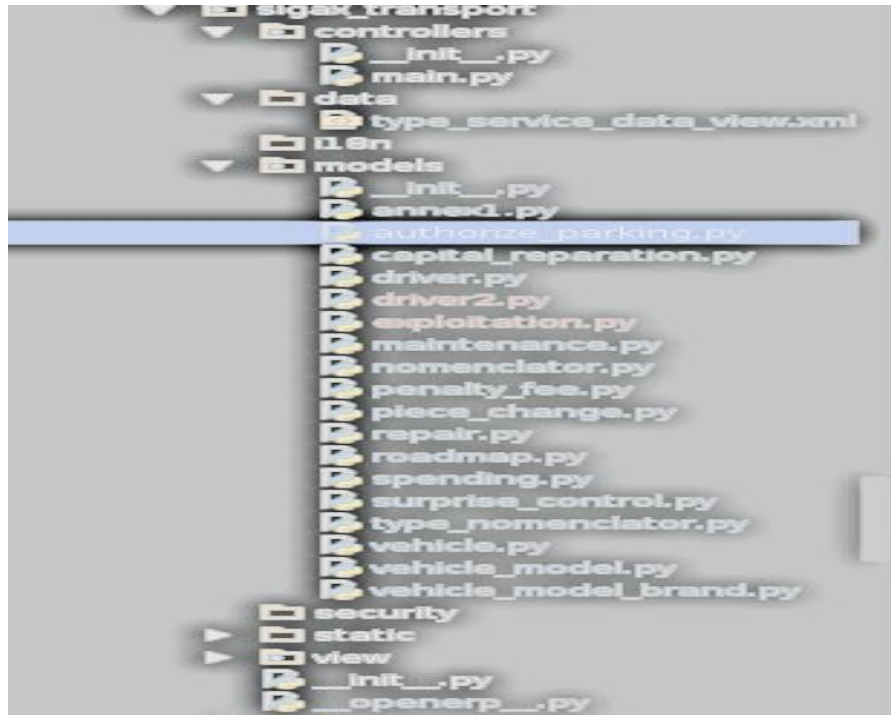 sigax_transport
controllers
__init__.py
main.py
data
type_service_data_view.xml
i18n
models
__init__.py
annex1.py
authorize_parking.py
capital_reparation.py
driver.py
driver2.py
exploitation.py
maintenance.py
nomenclator.py
penalty_fee.py
piece_change.py
repair.py
roadmap.py
spending.py
surprise_control.py
type_nomenclator.py
vehicle.py
vehicle_model.py
vehicle_model_brand.py
security
static
view
__init__.py
__openerp__.py